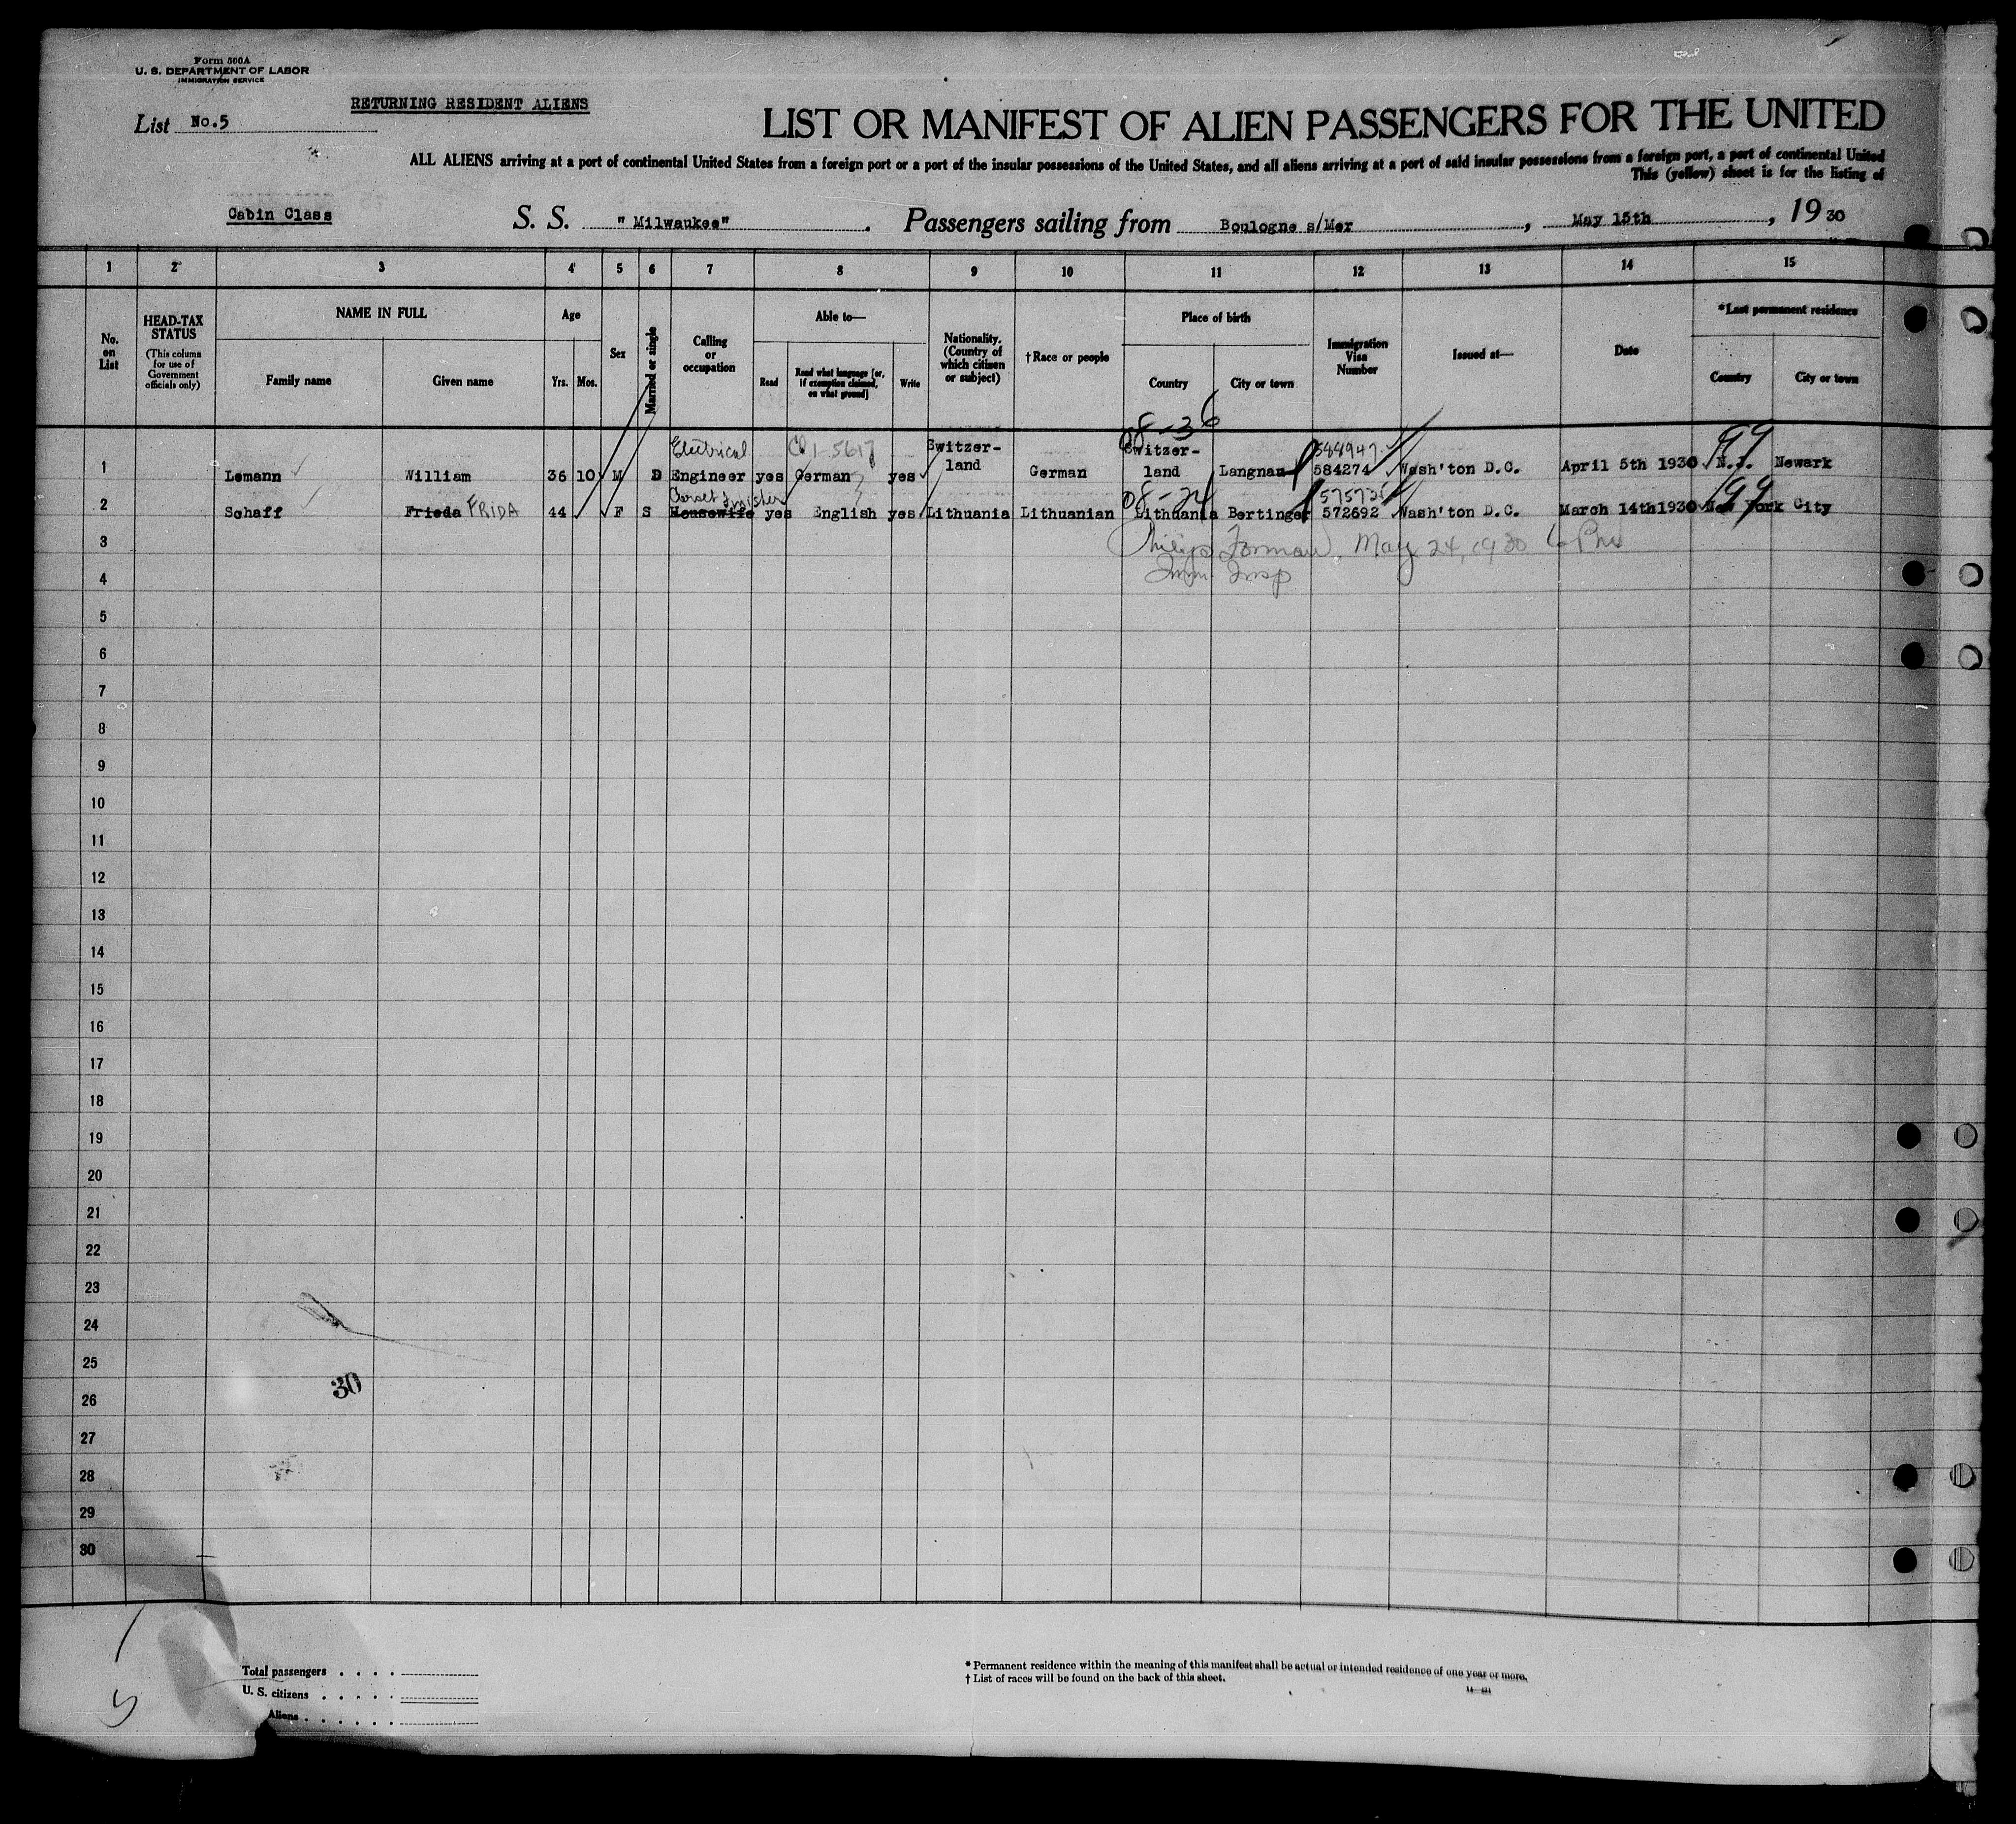 Form 500A
U. S. DEPARTMENT OF LABOR
IMMIGRATION SERVICE
RETURNING RESIDENT ALIENS
List No.5
LIST OR MANIFEST OF ALIEN PASSENGERS FOR THE UNITED
ALL ALIENS arriving at a port of continental United States from a foreign port or a port of the insular possessions of the United States, and all aliens arriving at a port of said insular possessions from a foreign port, a port of continental United
This (yellow) sheet is for the listing of
Cabin Class S. S. "Milwaukee" . Passengers sailing from Boulogne s/Mer , May 15th , 1930
1 2 3 4 5 6 7 8 9 10 11 12 13 14 15
No. on List
HEAD-TAX STATUS
(This column for use of Government officials only)
NAME IN FULL
Family name Given name
Age
Yrs. Mos.
Sex
Married or single
Calling or occupation
Able to—
Read Read what language [or, if exemption claimed, on what ground] Write
Nationality. (Country of which citizen or subject)
†Race or people
Place of birth
Country City or town
Immigration Visa Number
Issued at—
Date
*Last permanent residence
Country City or town
08-36
99
Electrical Switzer- Switzer- 588947
1 Lemann William 36 10 M D Engineer yes German yes land German land Langnau 584274 Wash'ton D.C. April 5th 1930 N.J. Newark
Corset 08-24 99
2 Schaff Frieda FRIDA 44 F S Housewife yes English yes Lithuania Lithuanian Lithuania Bertinger 572692 Wash'ton D.C. March 14th1930 New York City
3
Philip Forman, May 24, 1930
4
Imm. Insp
5
6
7
8
9
10
11
12
13
14
15
16
17
18
19
20
21
22
23
24
25
30
26
27
28
29
30
Total passengers
U. S. citizens
Aliens
* Permanent residence within the meaning of this manifest shall be actual or intended residence of one year or more.
† List of races will be found on the back of this sheet.